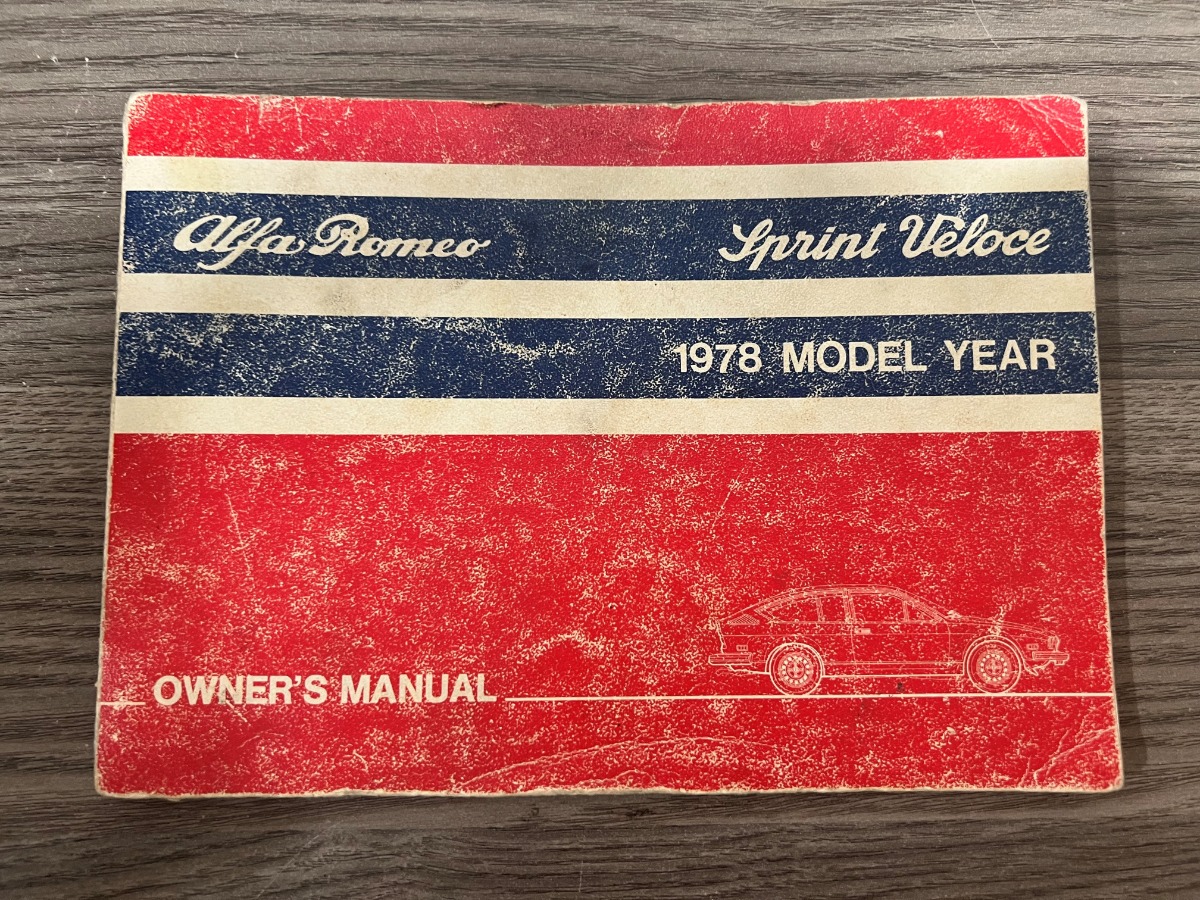 Alfa Romeo Sprint Veloce
1978 MODEL YEAR
OWNER'S MANUAL